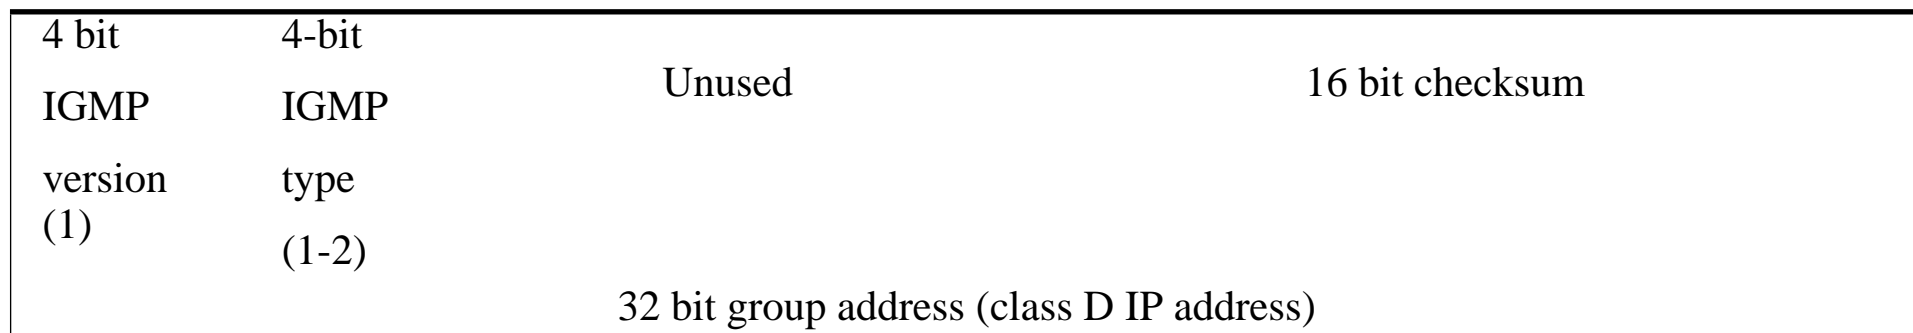 4 bit
IGMP
version
(1)
4-bit
IGMP
type
(1-2)
Unused
16 bit checksum
32 bit group address (class D IP address)